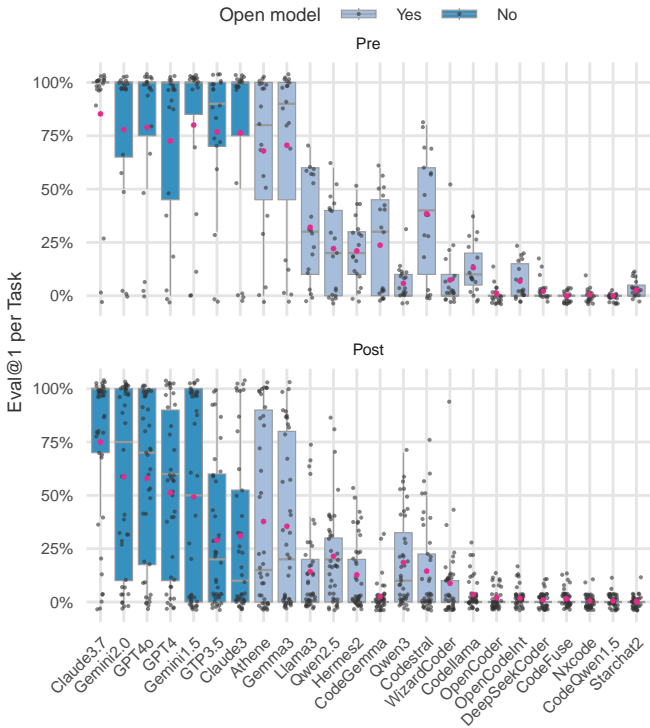 Open model Yes No
Pre
100%
75%
50%
25%
0%
Eval@1 per Task
Post
100%
75%
50%
25%
0%
Claude3.7
Gemini2.0
GPT4o
GPT4
Gemini1.5
GTP3.5
Claude3
Athene
Gemma3
Llama3
Qwen2.5
Hermes2
CodeGemma
Qwen3
Codestral
WizardCoder
Codellama
OpenCoder
OpenCodeInt
DeepSeekCoder
CodeFuse
Nxcode
CodeQwen1.5
Starchat2